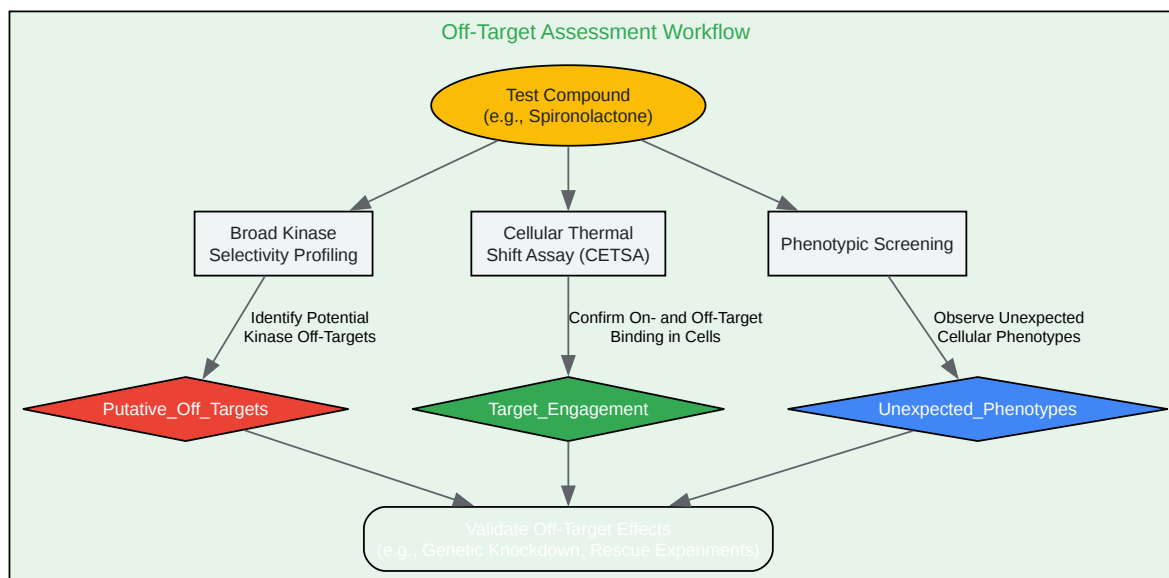 Off-Target Assessment Workflow
Test Compound
(e.g., Spironolactone)
Broad Kinase
Selectivity Profiling
Cellular Thermal
Shift Assay (CETSA)
Phenotypic Screening
Identify Potential
Kinase Off-Targets
Confirm On- and Off-Target
Binding in Cells
Observe Unexpected
Cellular Phenotypes
Putative_Off_Targets
Target_Engagement
Unexpected_Phenotypes
Validate Off-Target Effects
(e.g., Genetic Knockdown, Rescue Experiments)